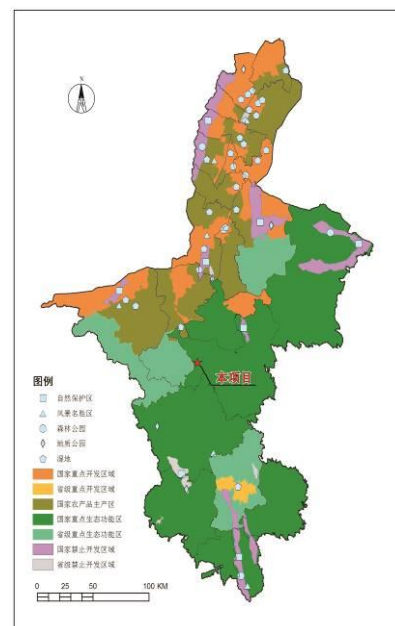 N
本项目
图例
自然保护区
风景名胜区
森林公园
地质公园
湿地
国家重点开发区域
省级重点开发区域
国家农产品主产区
国家重点生态功能区
省级重点生态功能区
国家禁止开发区域
省级禁止开发区域
0 25 50 100 KM